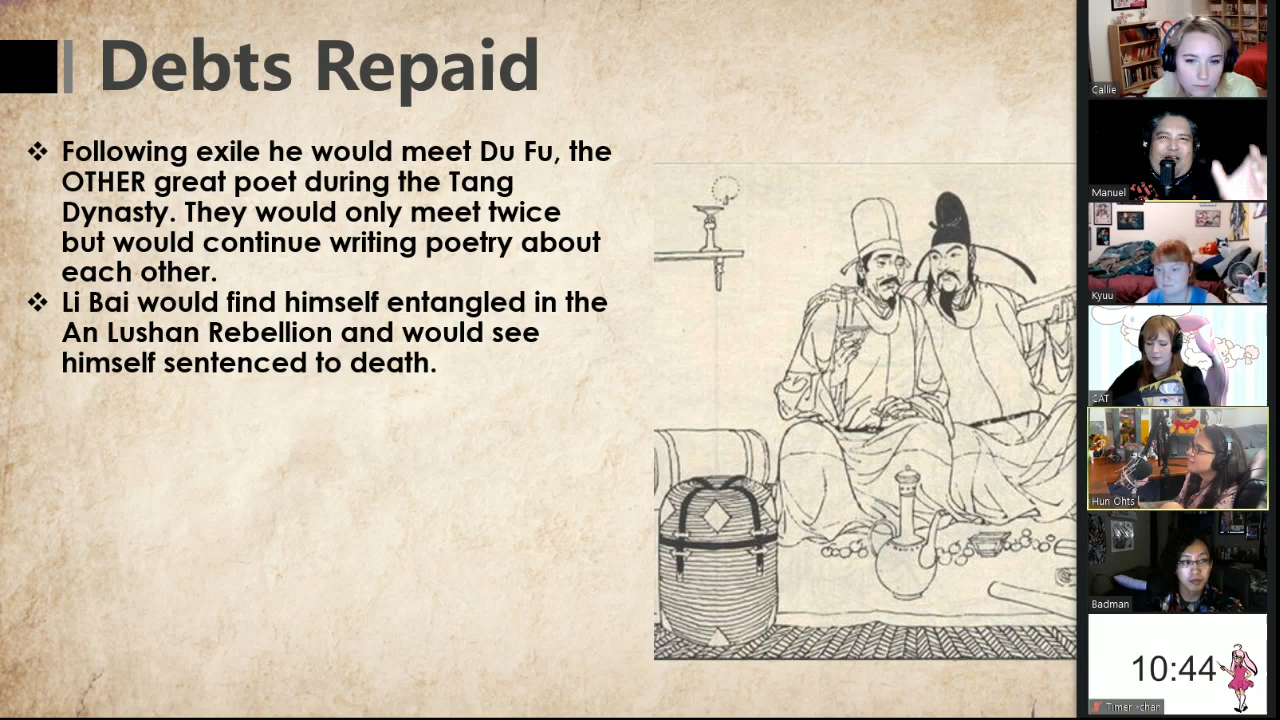 Debts Repaid
❖ Following exile he would meet Du Fu, the
OTHER great poet during the Tang
Dynasty. They would only meet twice
but would continue writing poetry about
each other.
❖ Li Bai would find himself entangled in the
An Lushan Rebellion and would see
himself sentenced to death.
Callie
Manuel
Kyuu
CAT
Hun Ohts
Badman
10:44
Timer -chan